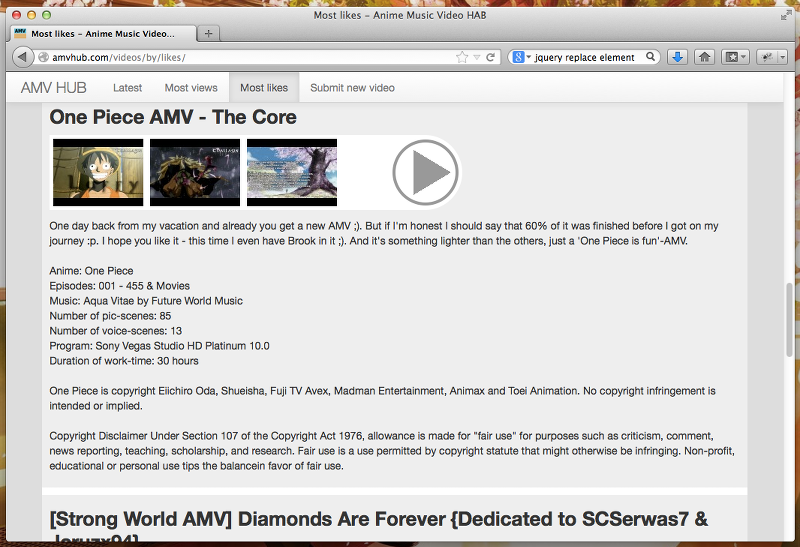 Most likes – Anime Music Video HAB
Most likes – Anime Music Video...
amvhub.com/videos/by/likes/
jquery replace element
AMV HUB
Latest
Most views
Most likes
Submit new video
One Piece AMV - The Core
One day back from my vacation and already you get a new AMV ;). But if I'm honest I should say that 60% of it was finished before I got on my
journey :p. I hope you like it - this time I even have Brook in it ;). And it's something lighter than the others, just a 'One Piece is fun'-AMV.
Anime: One Piece
Episodes: 001 - 455 & Movies
Music: Aqua Vitae by Future World Music
Number of pic-scenes: 85
Number of voice-scenes: 13
Program: Sony Vegas Studio HD Platinum 10.0
Duration of work-time: 30 hours
One Piece is copyright Eiichiro Oda, Shueisha, Fuji TV Avex, Madman Entertainment, Animax and Toei Animation. No copyright infringement is
intended or implied.
Copyright Disclaimer Under Section 107 of the Copyright Act 1976, allowance is made for "fair use" for purposes such as criticism, comment,
news reporting, teaching, scholarship, and research. Fair use is a use permitted by copyright statute that might otherwise be infringing. Non-profit,
educational or personal use tips the balancein favor of fair use.
[Strong World AMV] Diamonds Are Forever {Dedicated to SCSerwas7 &